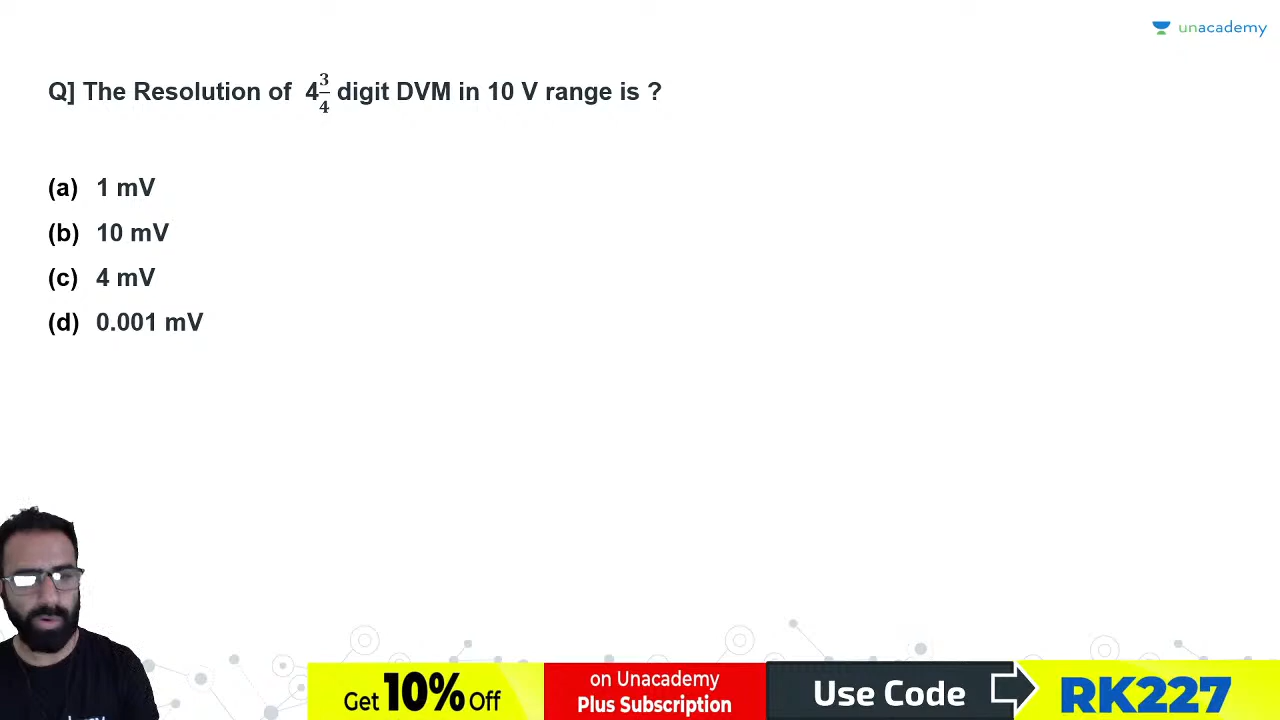 unacademy
Q] The Resolution of 4 3/4 digit DVM in 10 V range is ?
(a) 1 mV
(b) 10 mV
(c) 4 mV
(d) 0.001 mV
Get 10% Off
on Unacademy
Plus Subscription
Use Code
RK227